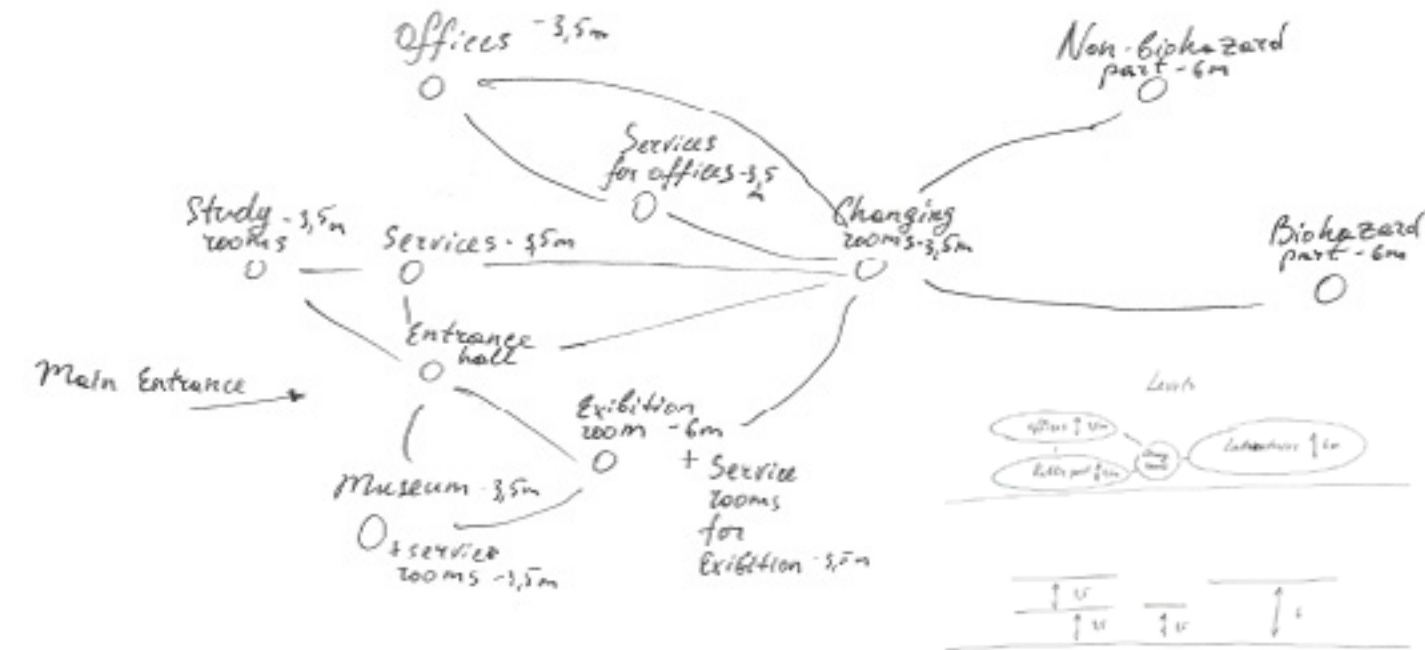 Offices - 3,5m
Non-biohazard
part - 6m
Services
for offices - 3,5
m
Study - 3,5m
rooms
Services - 3,5m
Changing
rooms - 3,5m
Biohazard
part - 6m
Entrance
hall
Main Entrance
Exibition
room - 6m
+ Service
rooms
for
Exibition - 3,5m
Museum - 3,5m
+ service
rooms - 3,5m
Levels
offices
6